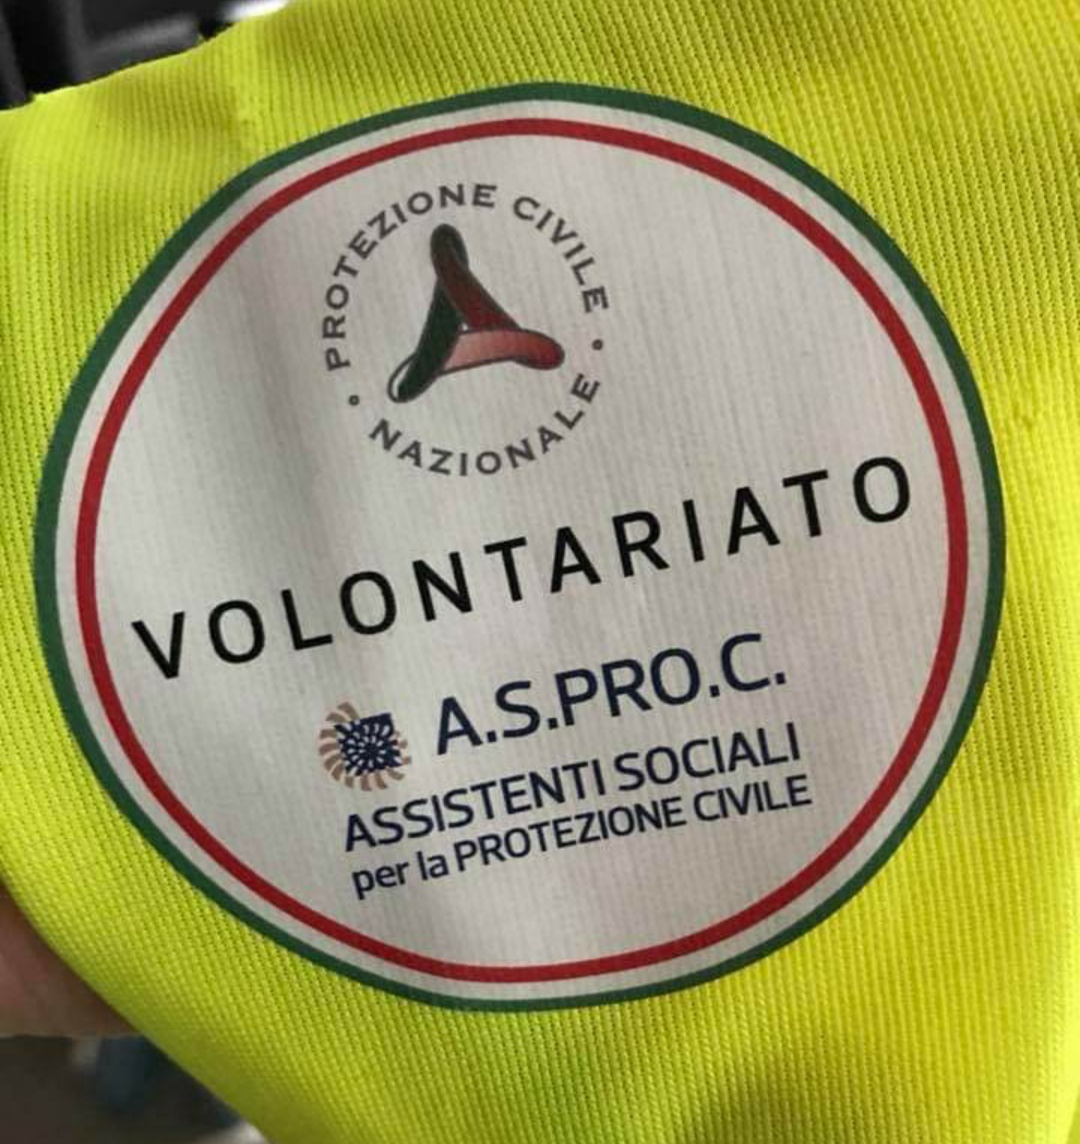 PROTEZIONE CIVILE
• NAZIONALE •
VOLONTARIATO
A.S.PRO.C.
ASSISTENTI SOCIALI
per la PROTEZIONE CIVILE